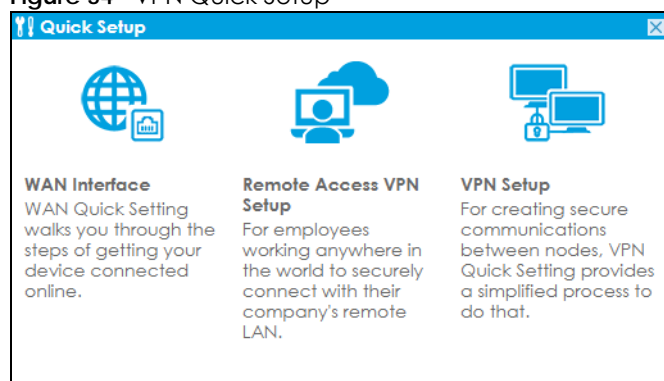 Quick Setup
WAN Interface
WAN Quick Setting
walks you through the
steps of getting your
device connected
online.
Remote Access VPN
Setup
For employees
working anywhere in
the world to securely
connect with their
company's remote
LAN.
VPN Setup
For creating secure
communications
between nodes, VPN
Quick Setting provides
a simplified process to
do that.